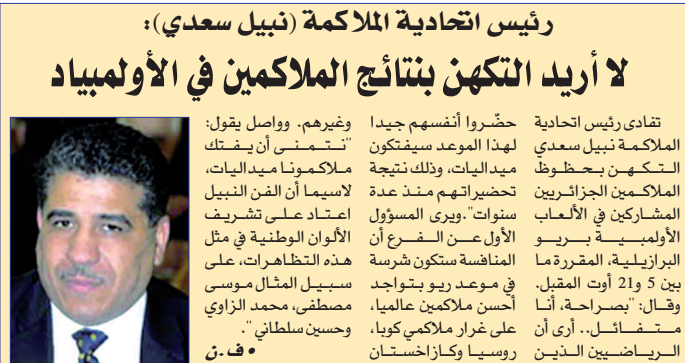 رئيس اتحادية الملاكمة (نبيل سعدي):
لا أريد التكهن بنتائج الملاكمين في الأولمبياد
تفادى رئيس اتحادية
الملاكمة نبيل سعدي
التكهن بحظوظ
الملاكمين الجزائريين
المشاركين في الألعاب
الأولمبية بريو
البرازيلية، المقررة ما
بين 5 و21 أوت المقبل.
وقال: "بصراحة، أنا
متفائل.. أرى أن
الرياضيين الذين
حضّروا أنفسهم جيدا
لهذا الموعد سيفتكون
ميداليات، وذلك نتيجة
تحضيراتهم منذ عدة
سنوات". ويرى المسؤول
الأول عن الفرع أن
المنافسة ستكون شرسة
في موعد ريو بتواجد
أحسن ملاكمين عالميا،
على غرار ملاكمي كوبا،
روسيا وكازاخستان
وغيرهم. وواصل يقول:
"نتمنى أن يفتك
ملاكمونا ميداليات،
لاسيما أن الفن النبيل
اعتاد على تشريف
الألوان الوطنية في مثل
هذه التظاهرات، على
سبيل المثال موسى
مصطفى، محمد الزاوي
وحسين سلطاني".
• ف. ن